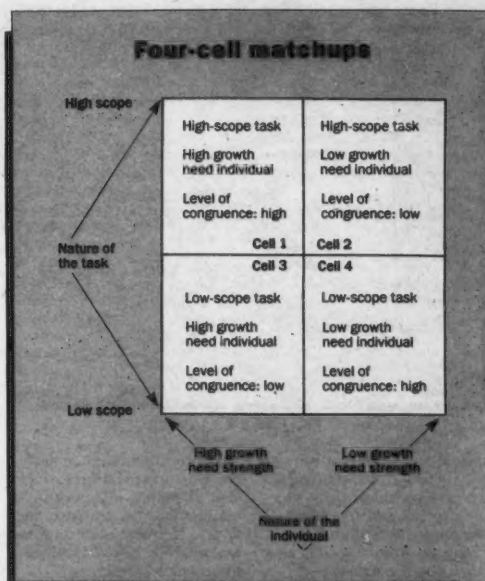 Four-cell matchups
High scope
High-scope task
High growth
need individual
Level of
congruence: high
Cell 1
High-scope task
Low growth
need individual
Level of
congruence: low
Cell 2
Nature of
the task
Cell 3
Low-scope task
High growth
need individual
Level of
congruence: low
Cell 4
Low-scope task
Low growth
need individual
Level of
congruence: high
Low scope
High growth
need strength
Low growth
need strength
Nature of the
individual